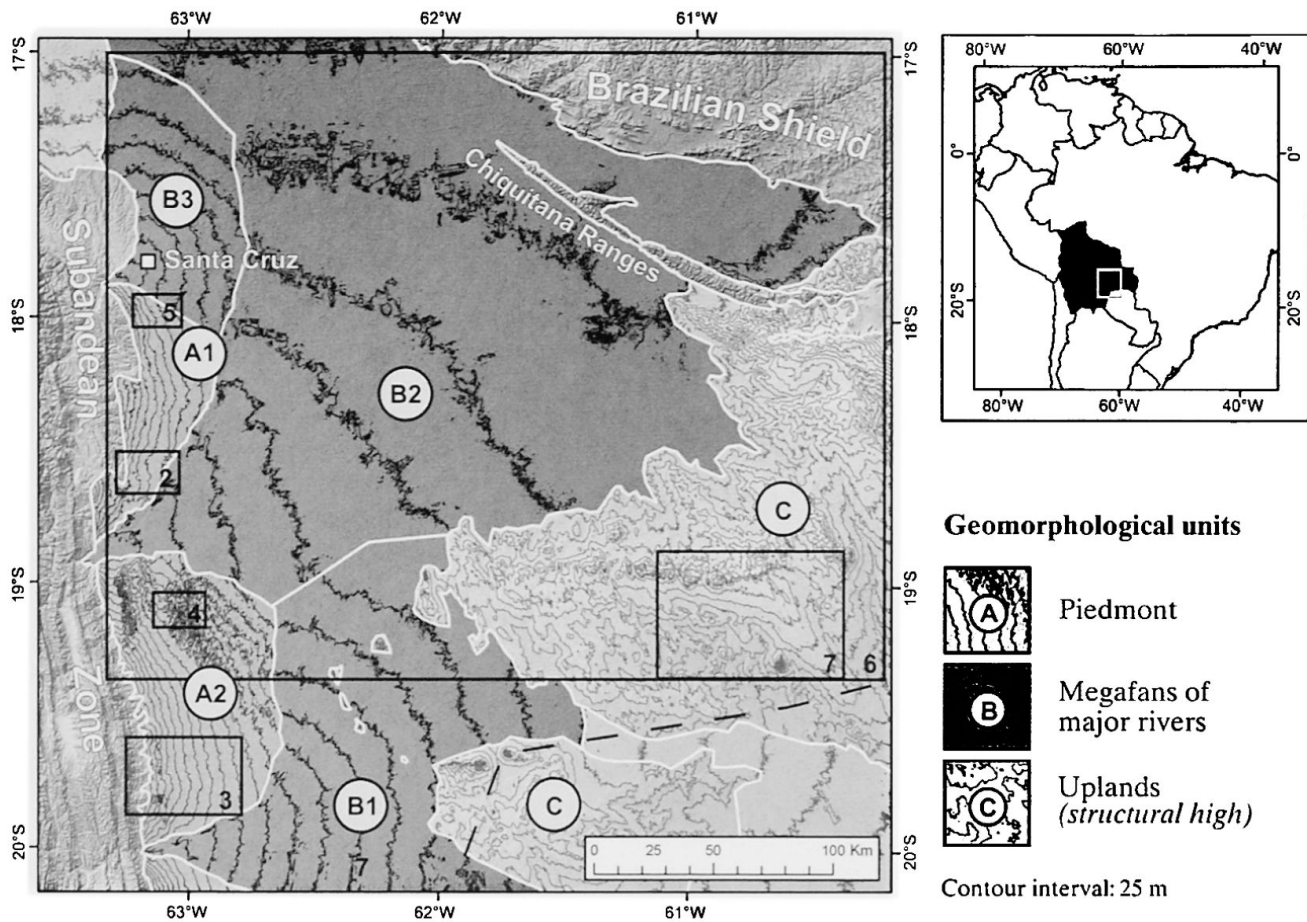 63°W 62°W 61°W
17°S 17°S
Brazilian Shield
Chiquitana Ranges
B3
Santa Cruz
Subandean
Zone
18°S 18°S
5
A1
B2
2
C
19°S 19°S
4
7 6
A2
3
B1
C
7
0 25 50 100 Km
20°S 20°S
63°W 62°W 61°W
80°W 60°W 40°W
0° 0°
20°S 20°S
80°W 60°W 40°W
Geomorphological units
A Piedmont
B Megafans of
major rivers
C Uplands
(structural high)
Contour interval: 25 m